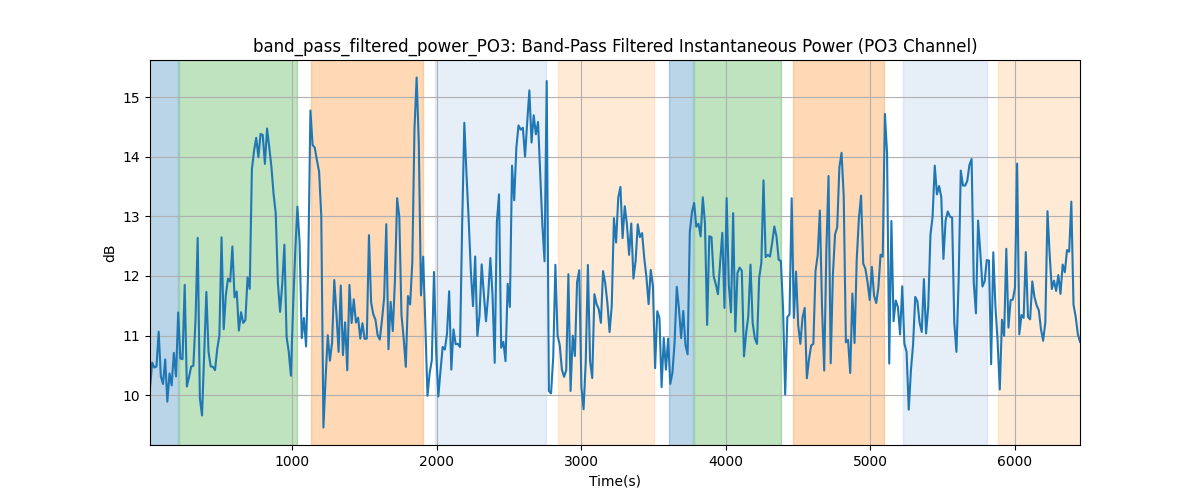 band_pass_filtered_power_PO3: Band-Pass Filtered Instantaneous Power (PO3 Channel)
dB
15
14
13
12
11
10
1000 2000 3000 4000 5000 6000
Time(s)